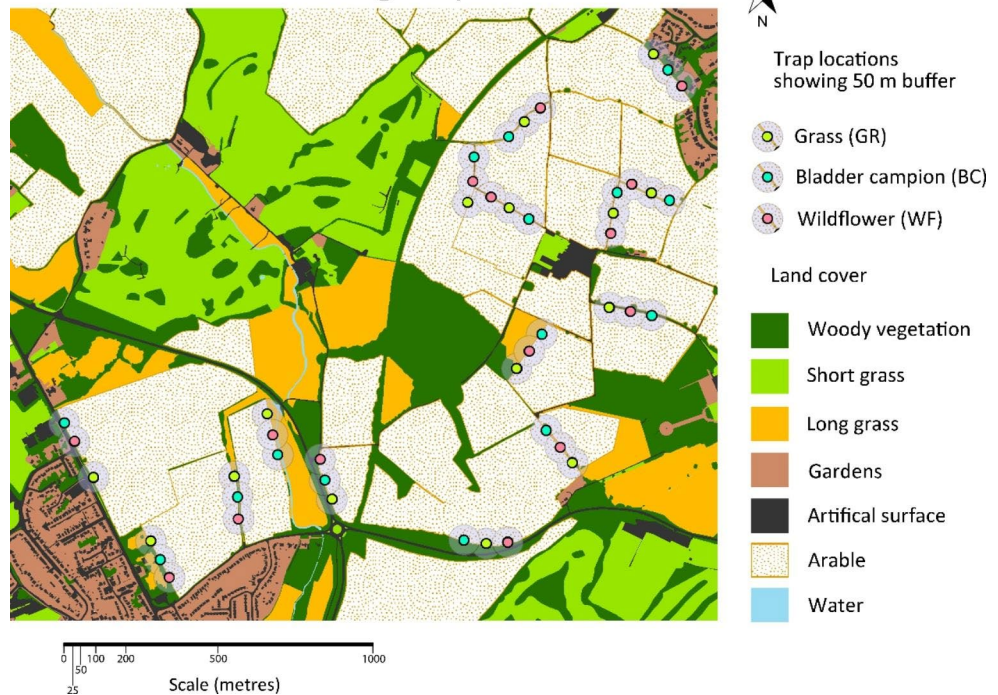 N
Trap locations
showing 50 m buffer
Grass (GR)
Bladder campion (BC)
Wildflower (WF)
Land cover
Woody vegetation
Short grass
Long grass
Gardens
Artifical surface
Arable
Water
0 100 200 500 1000
50
25
Scale (metres)